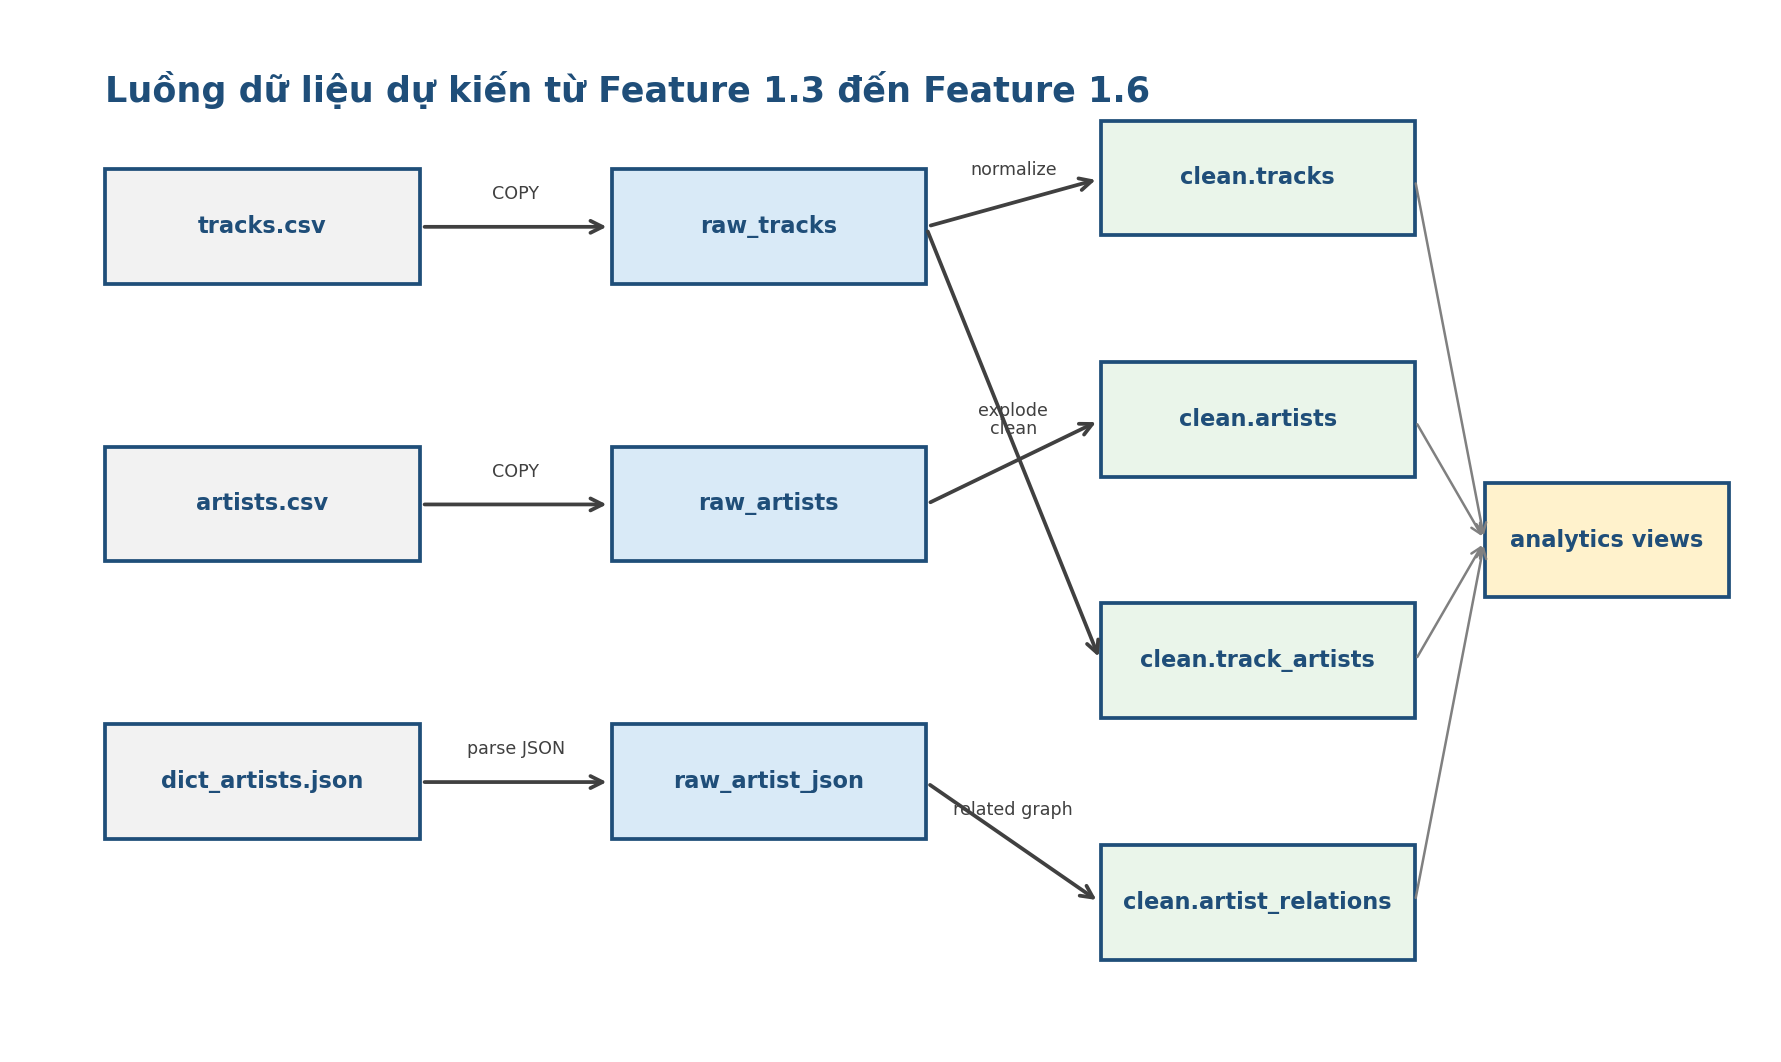 Luồng dữ liệu dự kiến từ Feature 1.3 đến Feature 1.6
tracks.csv
COPY
raw_tracks
normalize
clean.tracks
artists.csv
COPY
raw_artists
explode
clean
clean.artists
clean.track_artists
analytics views
dict_artists.json
parse JSON
raw_artist_json
related graph
clean.artist_relations